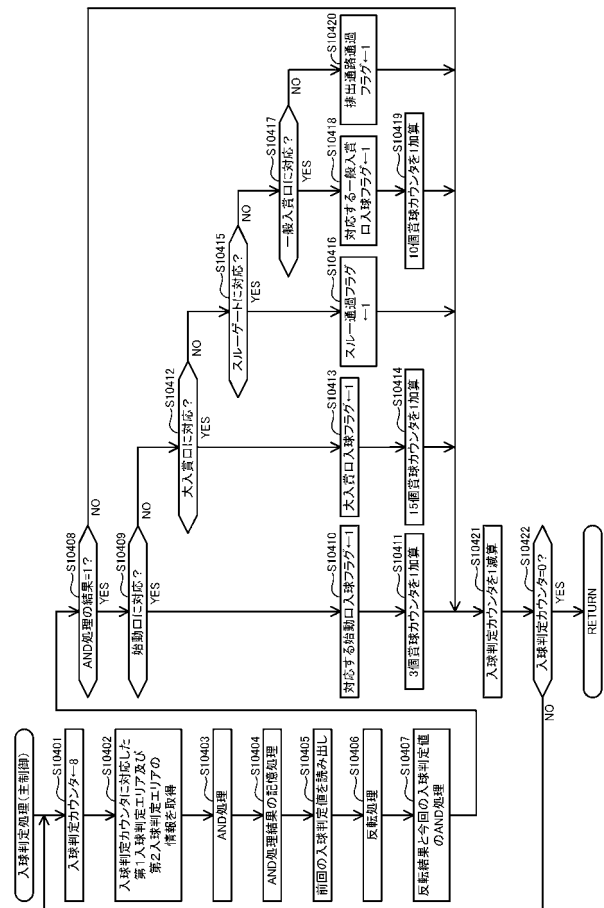 入球判定処理(主制御)
S10401
入球判定カウンタ←8
S10402
入球判定カウンタに対応した
第1入球判定エリア及び
第2入球判定エリアの
情報を取得
S10403
AND処理
S10404
AND処理結果の記憶処理
S10405
前回の入球判定値を読み出し
S10406
反転処理
S10407
反転結果と今回の入球判定値
のAND処理
S10408
AND処理の結果=1?
NO
YES
S10409
始動口に対応?
NO
YES
S10410
対応する始動口入球フラグ←1
S10411
3個賞球カウンタを1加算
S10412
大入賞口に対応?
NO
YES
S10413
大入賞口入球フラグ←1
S10414
15個賞球カウンタを1加算
S10415
スルーゲートに対応?
NO
YES
S10416
スルー通過フラグ
←1
S10417
一般入賞口に対応?
NO
YES
S10418
対応する一般入賞
口入球フラグ←1
S10419
10個賞球カウンタを1加算
S10420
排出通路通過
フラグ←1
S10421
入球判定カウンタを1減算
S10422
入球判定カウンタ=0?
NO
YES
RETURN